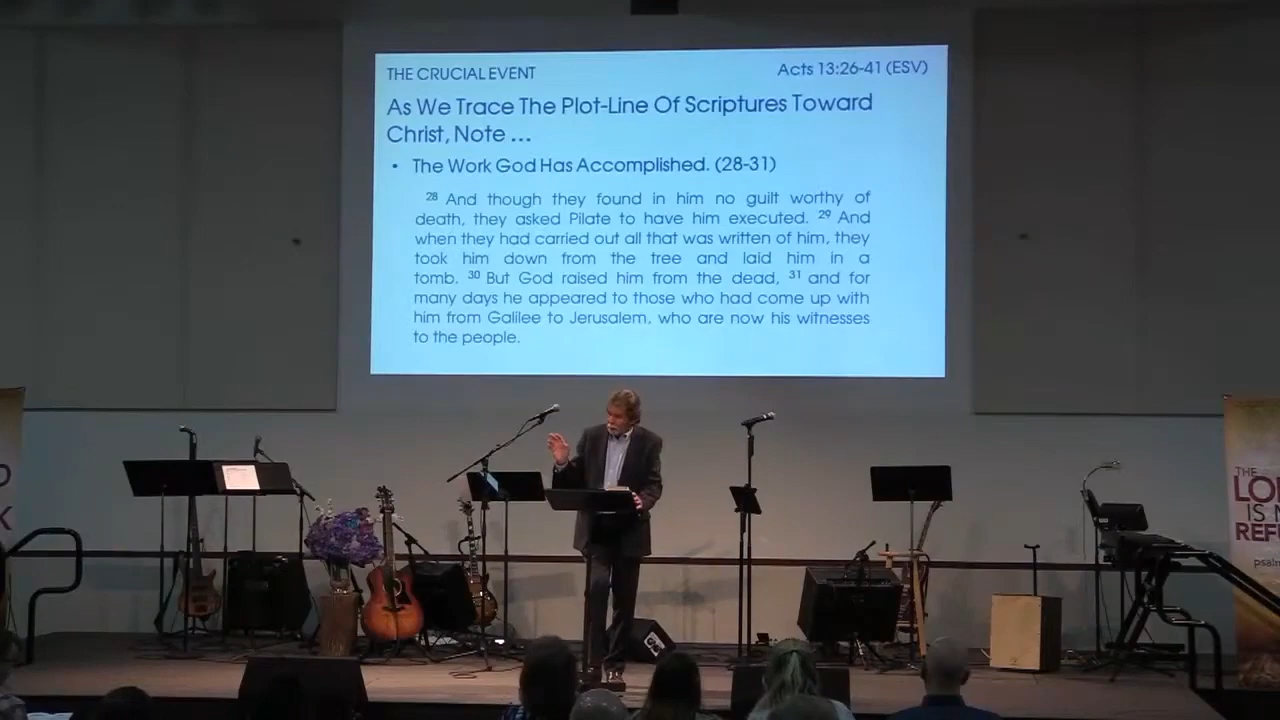 THE CRUCIAL EVENT
Acts 13:26-41 (ESV)
As We Trace The Plot-Line Of Scriptures Toward
Christ, Note ...
• The Work God Has Accomplished. (28-31)
28 And though they found in him no guilt worthy of
death, they asked Pilate to have him executed. 29 And
when they had carried out all that was written of him, they
took him down from the tree and laid him in a
tomb. 30 But God raised him from the dead, 31 and for
many days he appeared to those who had come up with
him from Galilee to Jerusalem, who are now his witnesses
to the people.
THE
IS